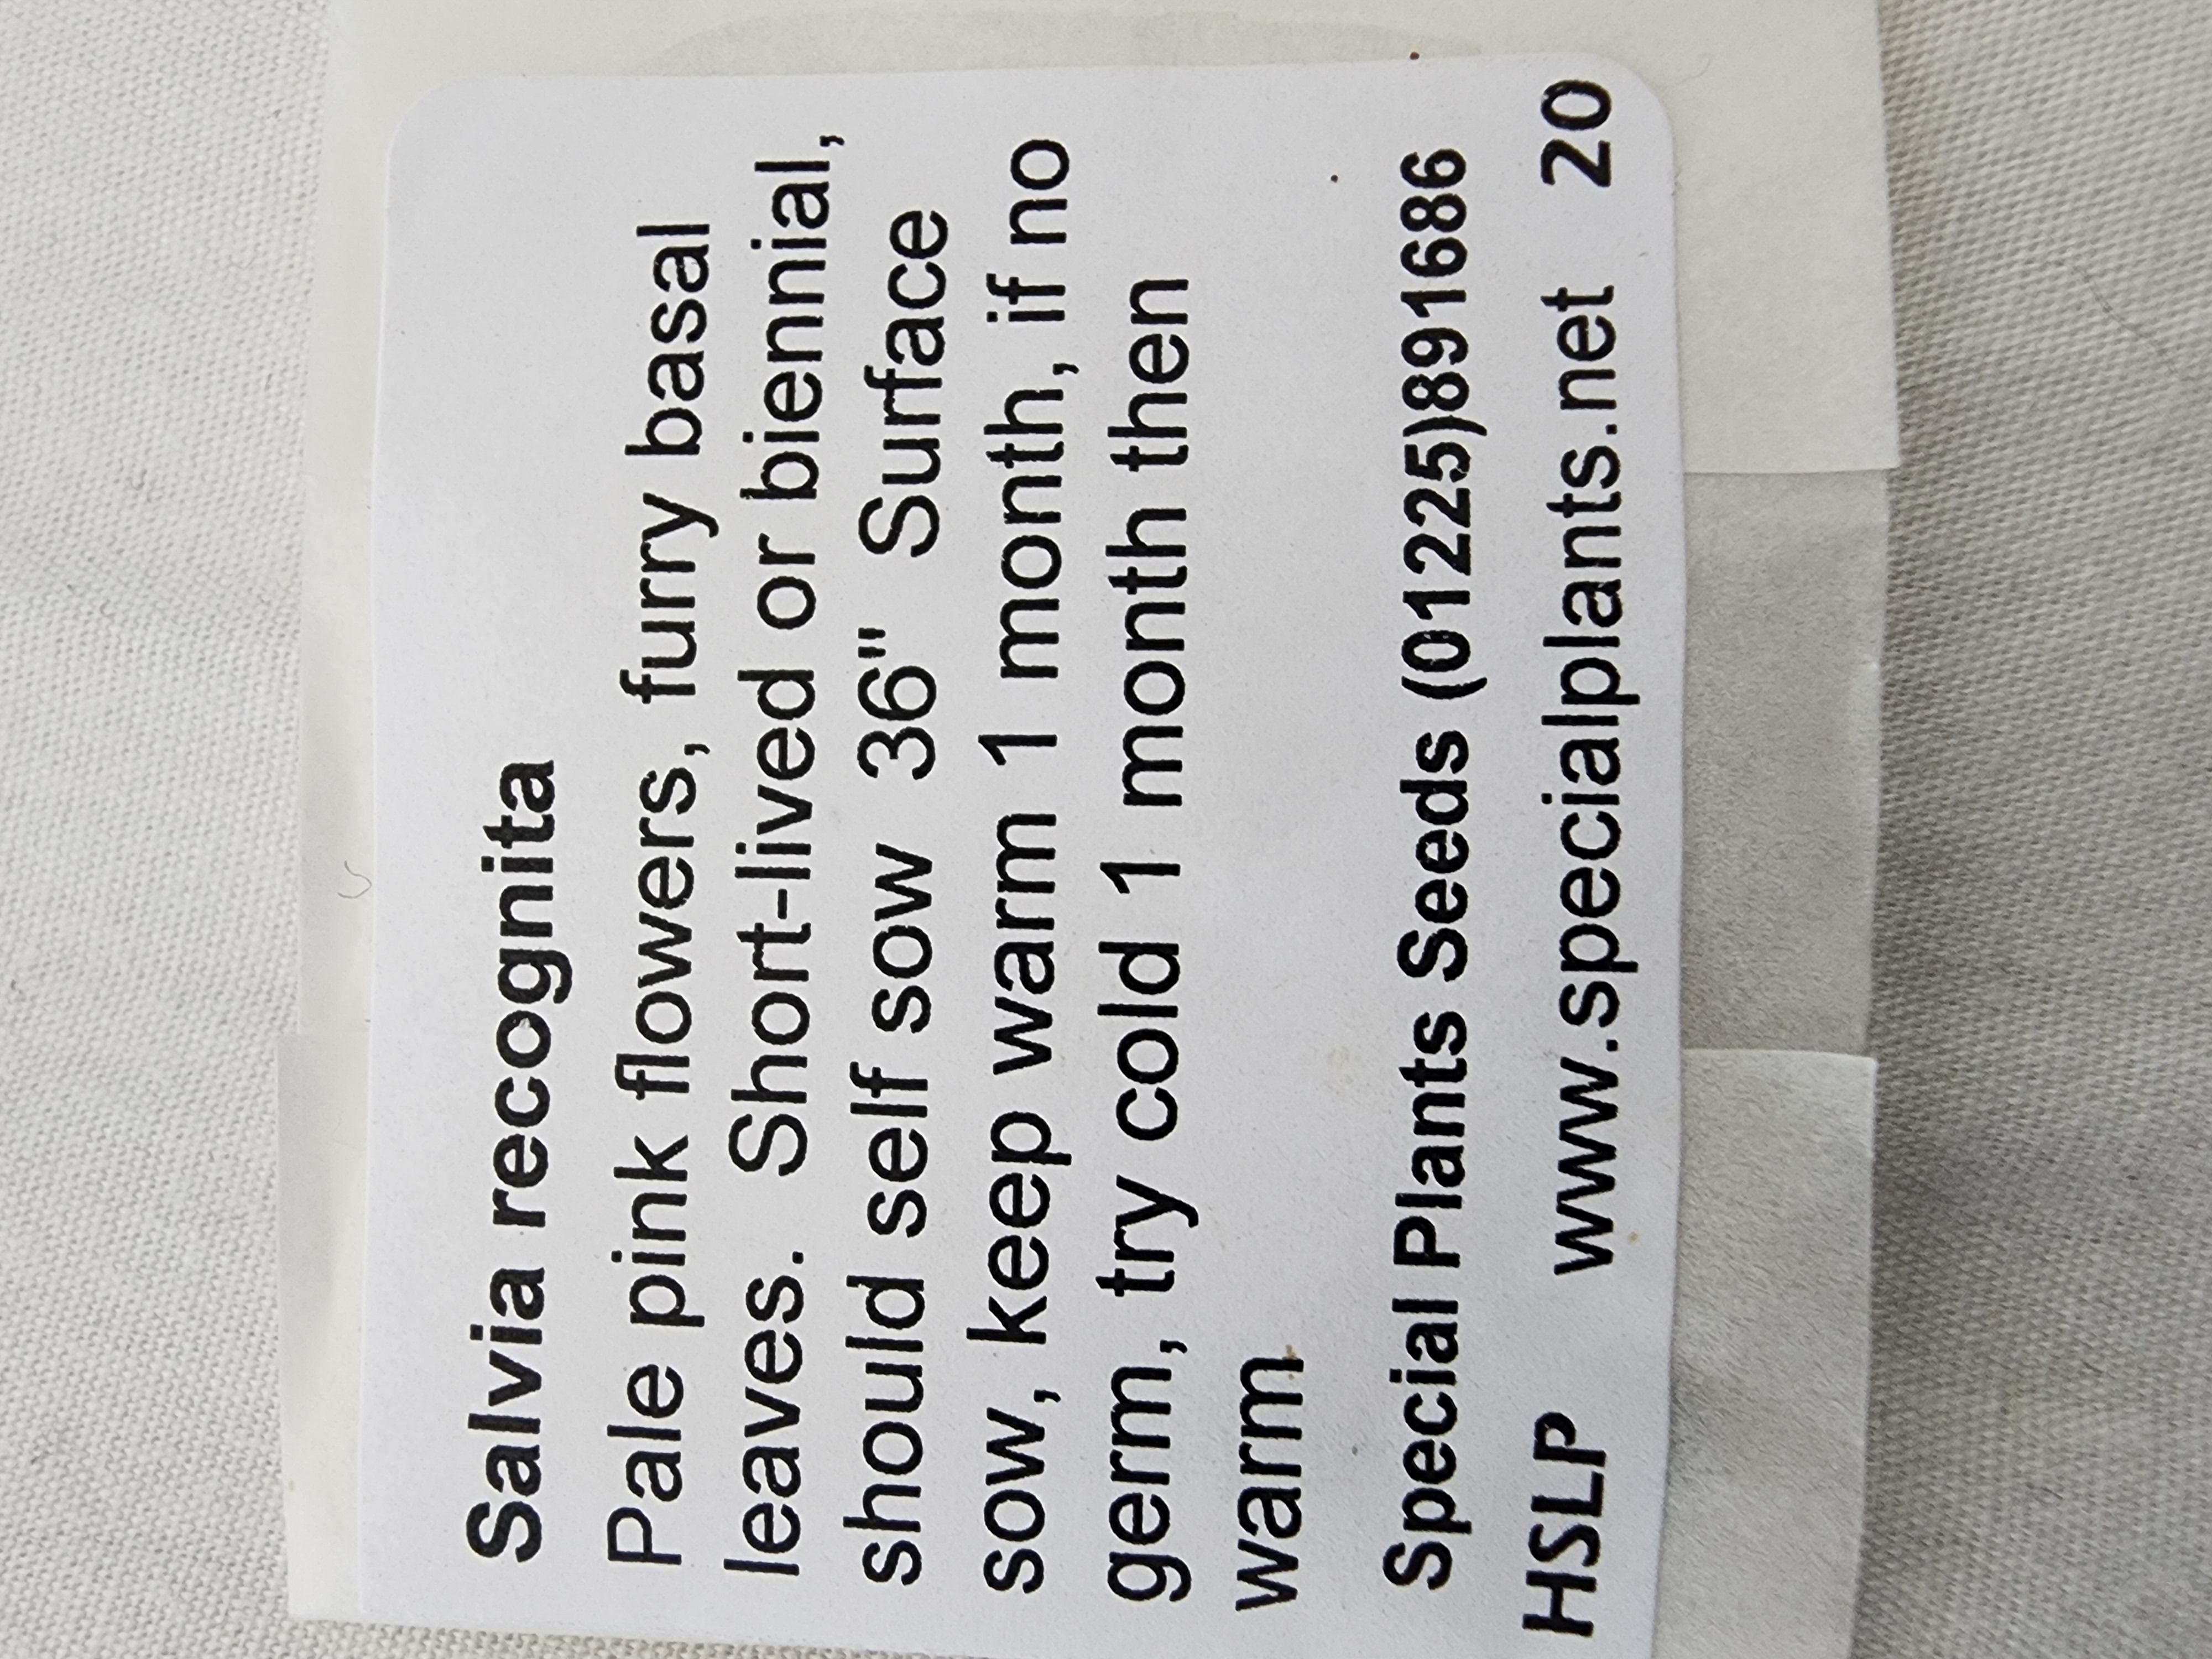 Salvia recognita
Pale pink flowers, furry basal
leaves.  Short-lived or biennial,
should self sow  36"  Surface
sow, keep warm 1 month, if no
germ, try cold 1 month then
warm
Special Plants Seeds (01225)891686
HSLP    www.specialplants.net    20